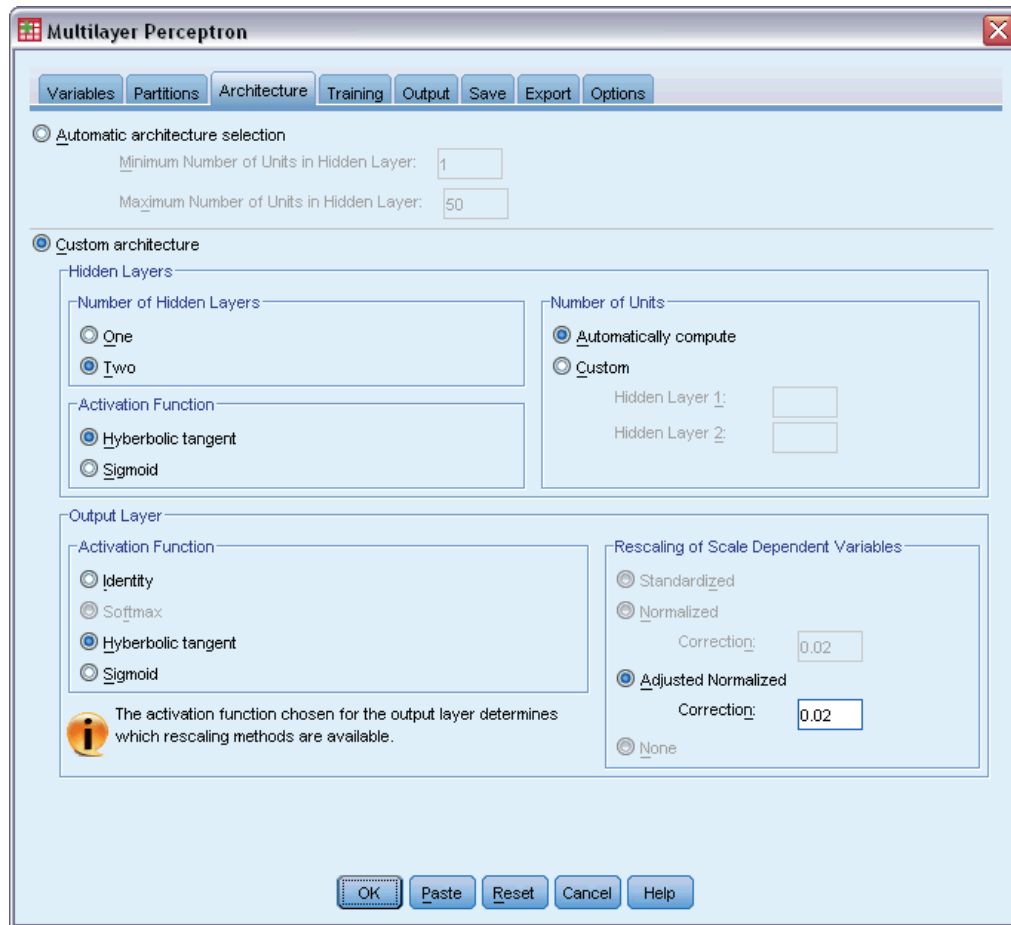 Multilayer Perceptron
Variables Partitions Architecture Training Output Save Export Options
Automatic architecture selection
Minimum Number of Units in Hidden Layer: 1
Maximum Number of Units in Hidden Layer: 50
Custom architecture
Hidden Layers
Number of Hidden Layers
One
Two
Activation Function
Hyberbolic tangent
Sigmoid
Number of Units
Automatically compute
Custom
Hidden Layer 1:
Hidden Layer 2:
Output Layer
Activation Function
Identity
Softmax
Hyberbolic tangent
Sigmoid
The activation function chosen for the output layer determines
which rescaling methods are available.
Rescaling of Scale Dependent Variables
Standardized
Normalized
Correction: 0.02
Adjusted Normalized
Correction: 0.02
None
OK Paste Reset Cancel Help